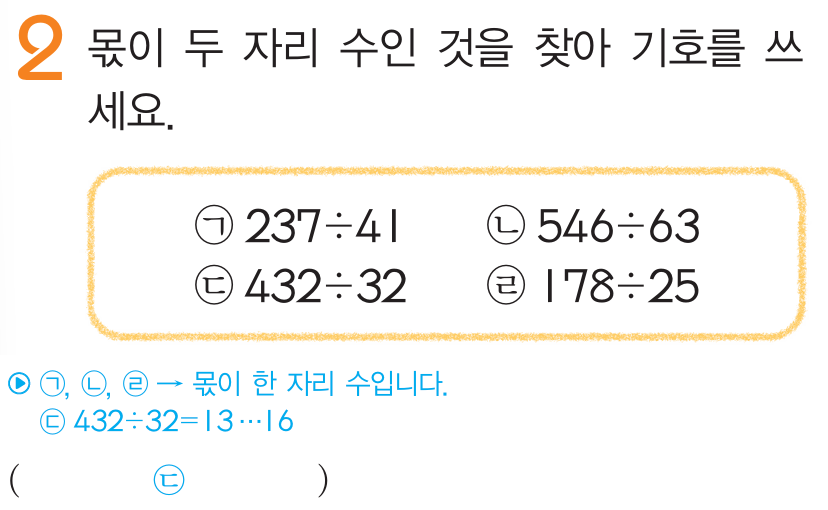 2 몫이 두 자리 수인 것을 찾아 기호를 쓰
세요.
㉠ 237÷41 ㉡ 546÷63
㉢ 432÷32 ㉣ 178÷25
▶ ㉠, ㉡, ㉣ → 몫이 한 자리 수입니다.
㉢ 432÷32=13…16
( ㉢ )